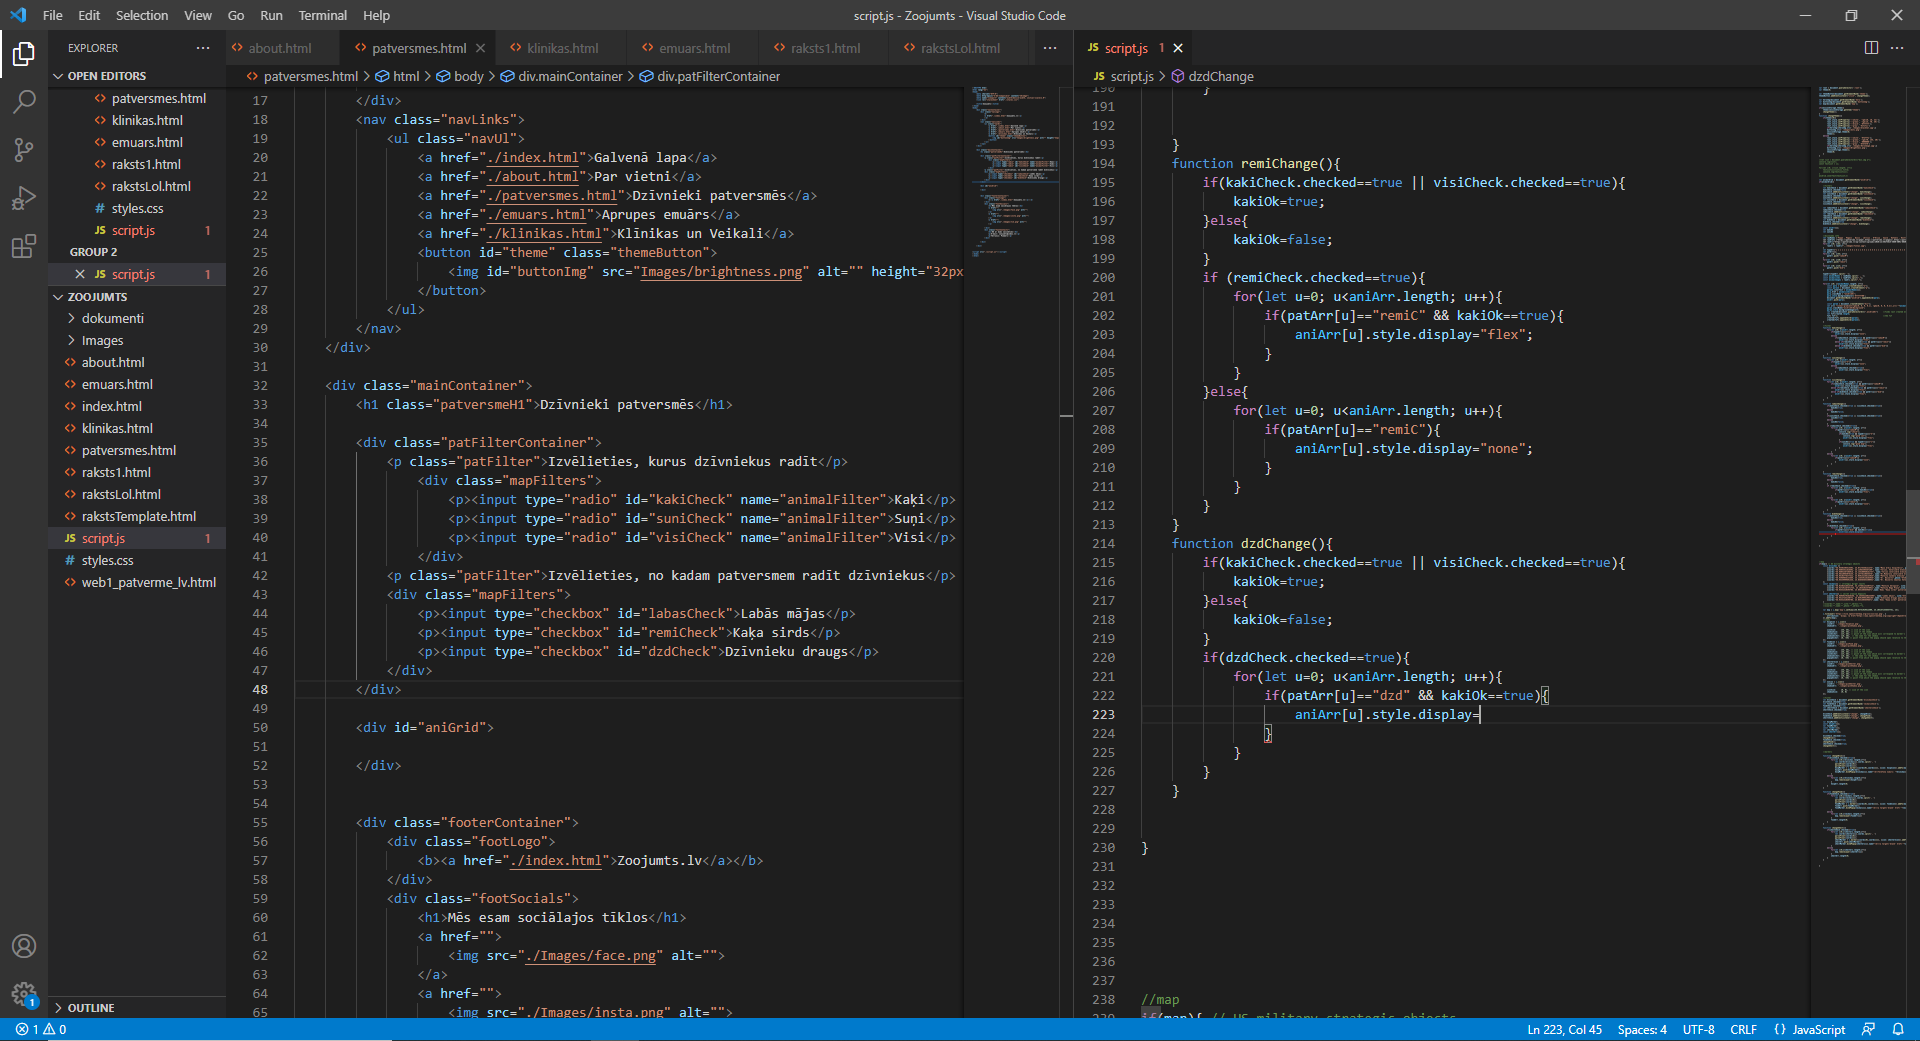 File Edit Selection View Go Run Terminal Help
script.js - Zoojumts - Visual Studio Code
EXPLORER
OPEN EDITORS
patversmes.html
klinikas.html
emuars.html
raksts1.html
rakstsLol.html
styles.css
script.js 1
GROUP 2
script.js 1
ZOOJUMTS
dokumenti
Images
about.html
emuars.html
index.html
klinikas.html
patversmes.html
raksts1.html
rakstsLol.html
rakstsTemplate.html
script.js 1
styles.css
web1_patverme_lv.html
OUTLINE
about.html patversmes.html klinikas.html emuars.html raksts1.html rakstsLol.html
patversmes.html > html > body > div.mainContainer > div.patFilterContainer
17 </div>
18 <nav class="navLinks">
19 <ul class="navUl">
20 <a href="./index.html">Galvenā lapa</a>
21 <a href="./about.html">Par vietni</a>
22 <a href="./patversmes.html">Dzīvnieki patversmēs</a>
23 <a href="./emuars.html">Aprupes emuārs</a>
24 <a href="./klinikas.html">Klīnikas un Veikali</a>
25 <button id="theme" class="themeButton">
26 <img id="buttonImg" src="Images/brightness.png" alt="" height="32px
27 </button>
28 </ul>
29 </nav>
30 </div>
31
32 <div class="mainContainer">
33 <h1 class="patversmeH1">Dzīvnieki patversmēs</h1>
34
35 <div class="patFilterContainer">
36 <p class="patFilter">Izvēlieties, kurus dzīvniekus radīt</p>
37 <div class="mapFilters">
38 <p><input type="radio" id="kakiCheck" name="animalFilter">Kaķi</p>
39 <p><input type="radio" id="suniCheck" name="animalFilter">Suņi</p>
40 <p><input type="radio" id="visiCheck" name="animalFilter">Visi</p>
41 </div>
42 <p class="patFilter">Izvēlieties, no kadam patversmem radīt dzīvniekus</p>
43 <div class="mapFilters">
44 <p><input type="checkbox" id="labasCheck">Labās mājas</p>
45 <p><input type="checkbox" id="remiCheck">Kaķa sirds</p>
46 <p><input type="checkbox" id="dzdCheck">Dzīvnieku draugs</p>
47 </div>
48 </div>
49
50 <div id="aniGrid">
51
52 </div>
53
54
55 <div class="footerContainer">
56 <div class="footLogo">
57 <b><a href="./index.html">Zoojumts.lv</a></b>
58 </div>
59 <div class="footSocials">
60 <h1>Mēs esam sociālajos tīklos</h1>
61 <a href="">
62 <img src="./Images/face.png" alt="">
63 </a>
64 <a href="">
65 <img src="./Images/insta.png" alt="">
script.js 1
script.js > dzdChange
190 }
191
192
193 }
194 function remiChange(){
195 if(kakiCheck.checked==true || visiCheck.checked==true){
196 kakiOk=true;
197 }else{
198 kakiOk=false;
199 }
200 if (remiCheck.checked==true){
201 for(let u=0; u<aniArr.length; u++){
202 if(patArr[u]=="remiC" && kakiOk==true){
203 aniArr[u].style.display="flex";
204 }
205 }
206 }else{
207 for(let u=0; u<aniArr.length; u++){
208 if(patArr[u]=="remiC"){
209 aniArr[u].style.display="none";
210 }
211 }
212 }
213 }
214 function dzdChange(){
215 if(kakiCheck.checked==true || visiCheck.checked==true){
216 kakiOk=true;
217 }else{
218 kakiOk=false;
219 }
220 if(dzdCheck.checked==true){
221 for(let u=0; u<aniArr.length; u++){
222 if(patArr[u]=="dzd" && kakiOk==true){
223 aniArr[u].style.display=
224 }
225 }
226 }
227 }
228
229
230 }
231
232
233
234
235
236
237
238 //map
239 if(map){ // US military strategic objects
1
1 0
Ln 223, Col 45 Spaces: 4 UTF-8 CRLF {} JavaScript